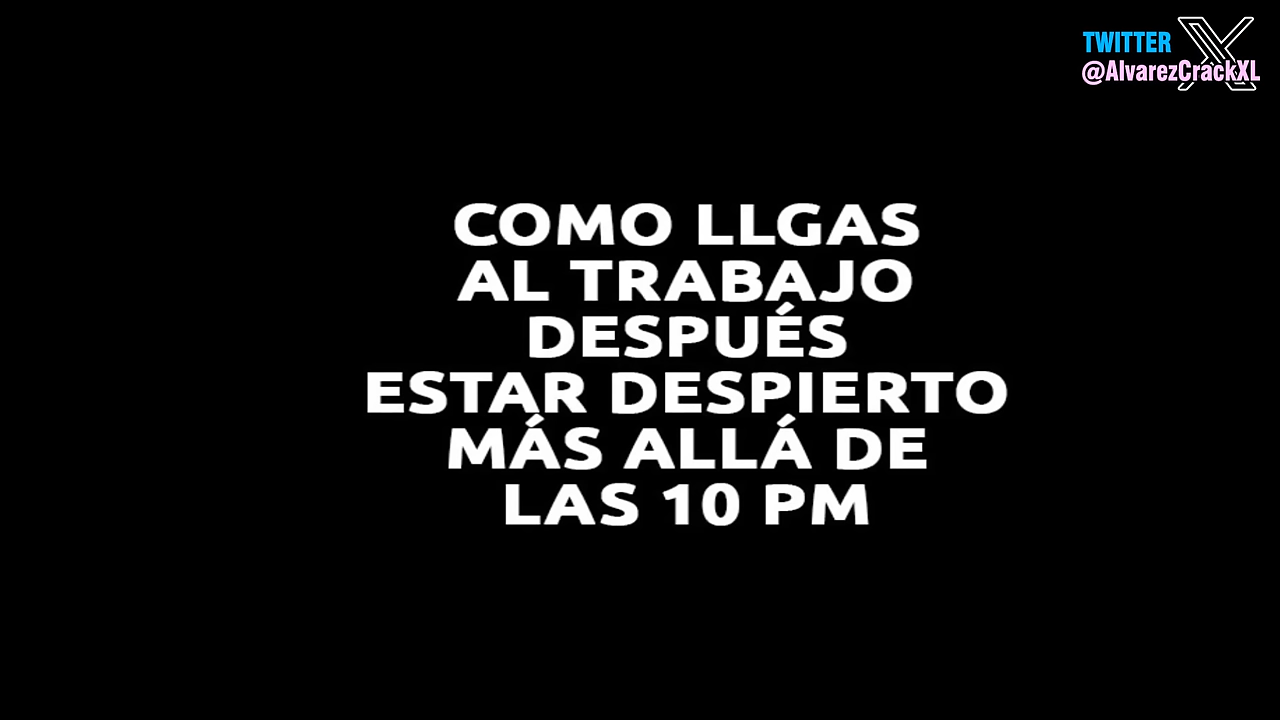 TWITTER
@AlvarezCrackXL
COMO LLGAS
AL TRABAJO
DESPUÉS
ESTAR DESPIERTO
MÁS ALLÁ DE
LAS 10 PM